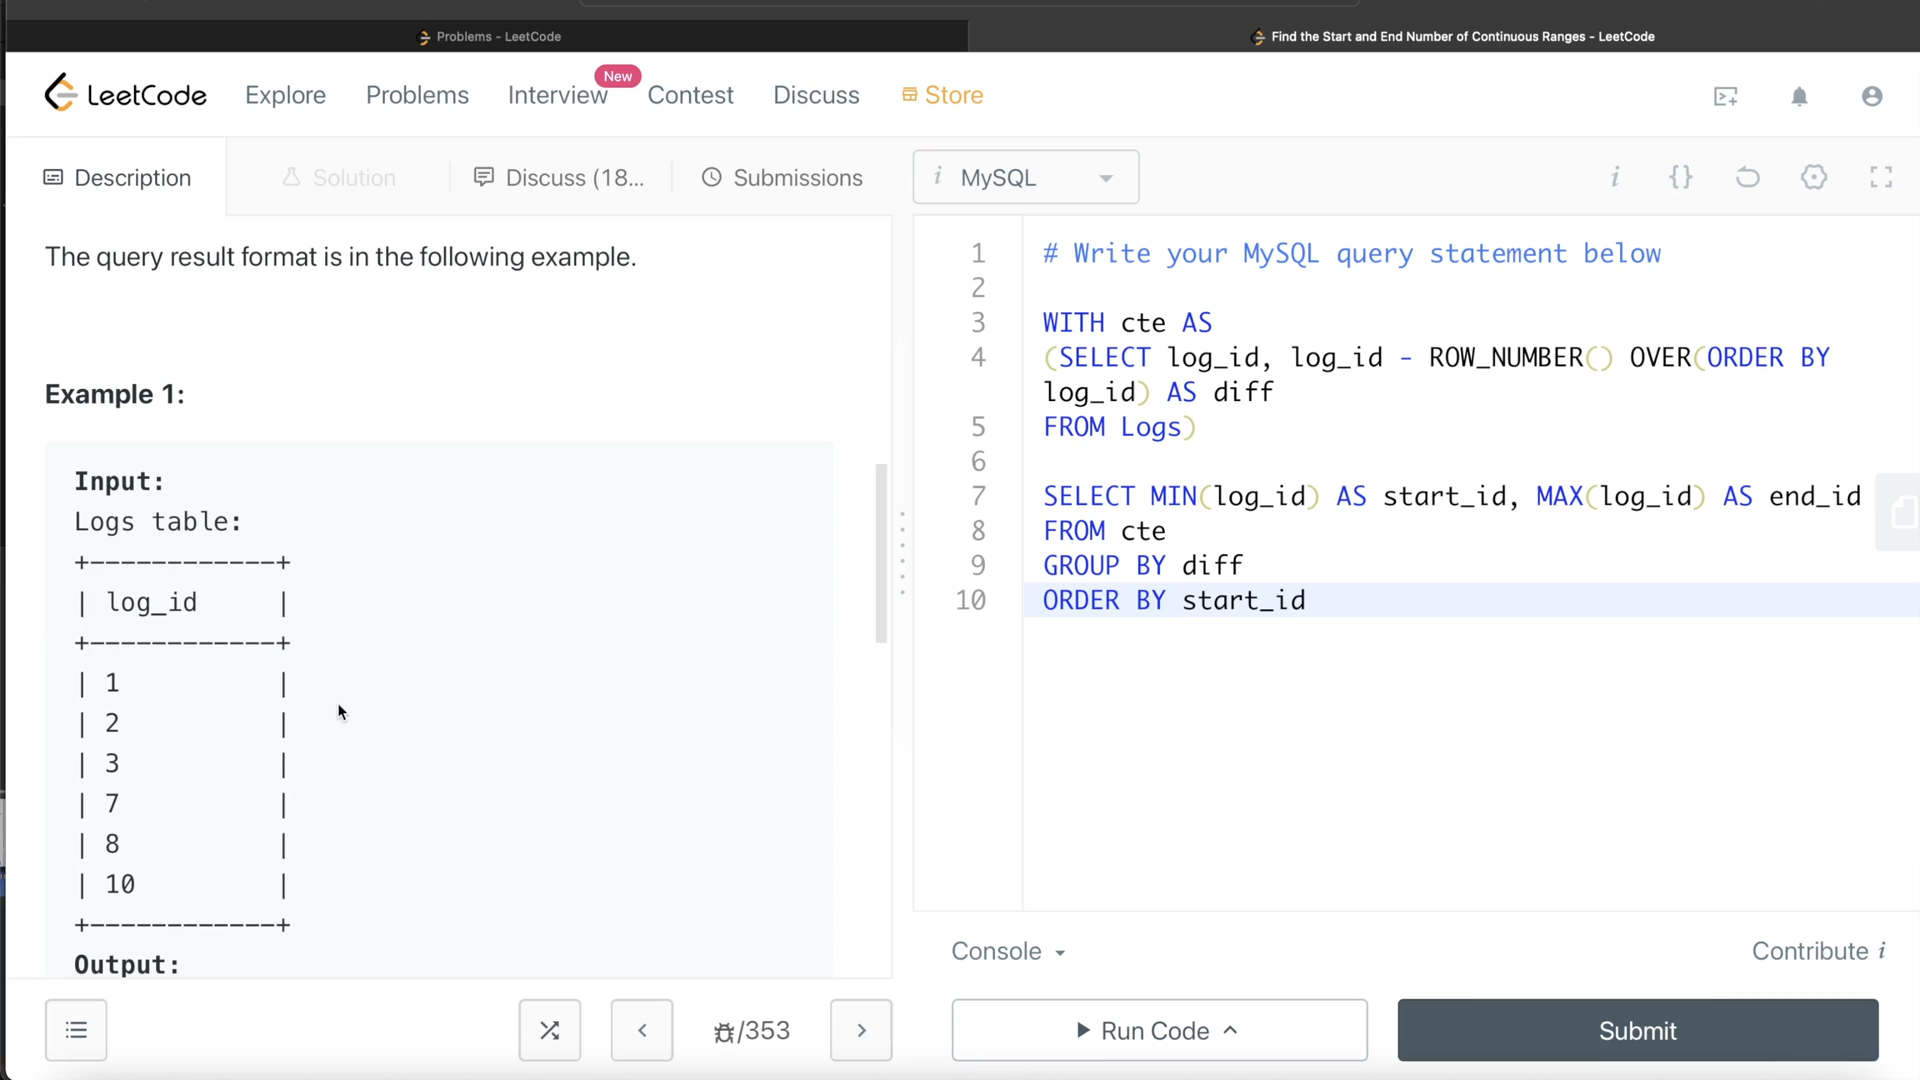 Problems - LeetCode
Find the Start and End Number of Continuous Ranges - LeetCode
LeetCode
Explore
Problems
Interview
New
Contest
Discuss
Store
Description
Solution
Discuss (18...
Submissions
i MySQL
i {}
The query result format is in the following example.
Example 1:
Input:
Logs table:
+------------+
| log_id     |
+------------+
| 1          |
| 2          |
| 3          |
| 7          |
| 8          |
| 10         |
+------------+
Output:
1 # Write your MySQL query statement below
2
3 WITH cte AS
4 (SELECT log_id, log_id - ROW_NUMBER() OVER(ORDER BY
log_id) AS diff
5 FROM Logs)
6
7 SELECT MIN(log_id) AS start_id, MAX(log_id) AS end_id
8 FROM cte
9 GROUP BY diff
10 ORDER BY start_id
Console
Contribute i
/353
Run Code
Submit